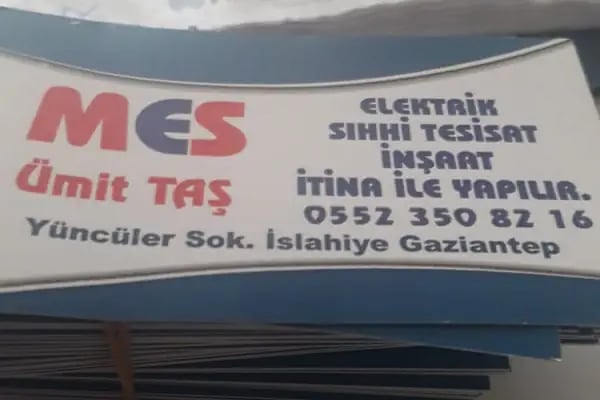 MES
Ümit TAŞ
ELEKTRİK
SIHHİ TESİSAT
İNŞAAT
İTİNA İLE YAPILIR.
0552 350 82 16
Yüncüler Sok. İslahiye Gaziantep